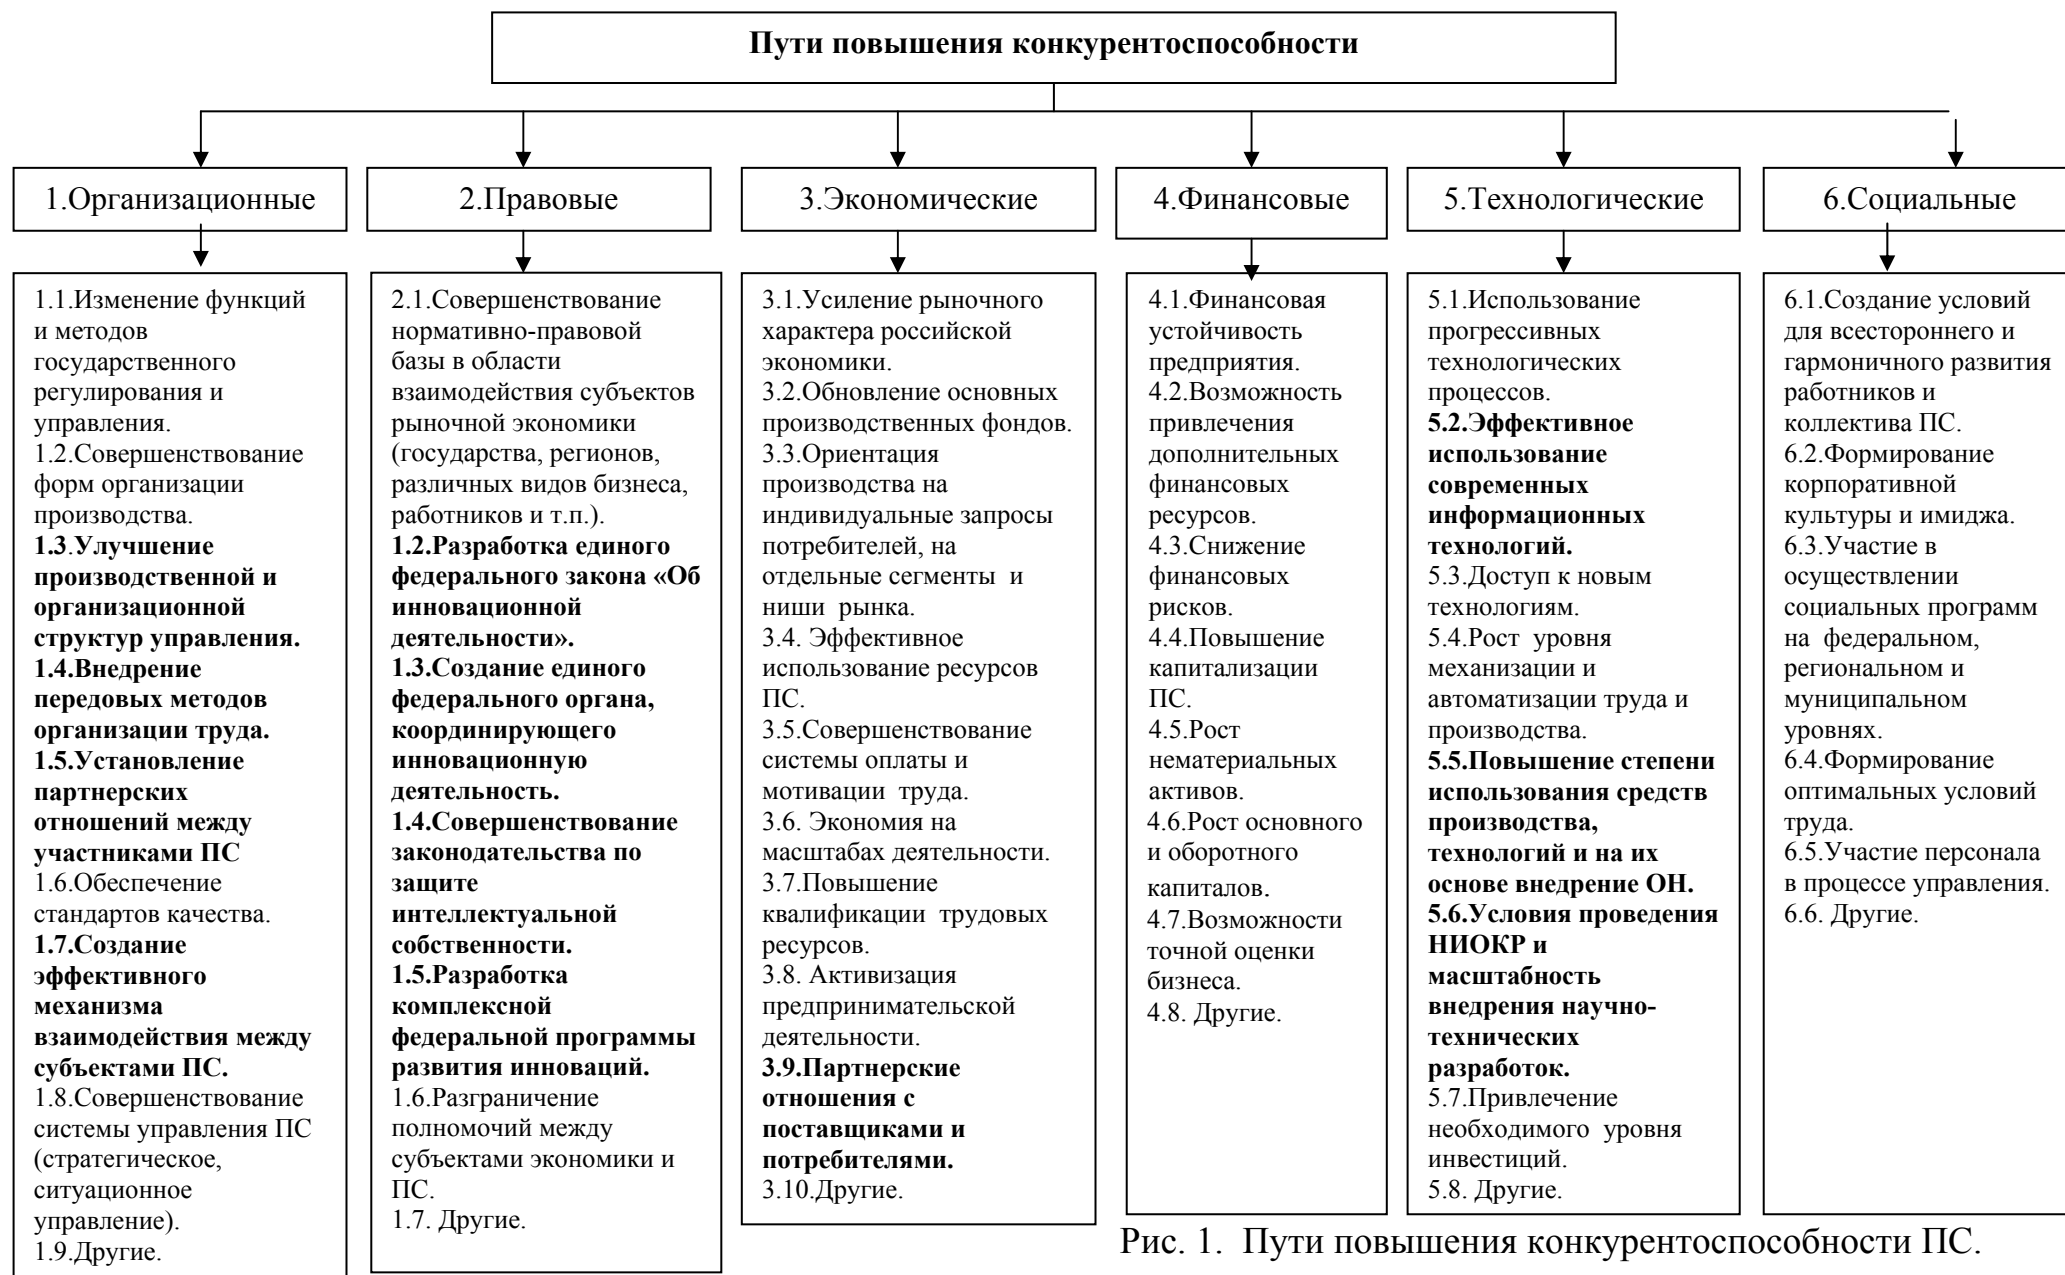 Пути повышения конкурентоспособности
1.Организационные
2.Правовые
3.Экономические
4.Финансовые
5.Технологические
6.Социальные
1.1.Изменение функций
и методов
государственного
регулирования и
управления.
1.2.Совершенствование
форм организации
производства.
1.3.Улучшение
производственной и
организационной
структур управления.
1.4.Внедрение
передовых методов
организации труда.
1.5.Установление
партнерских
отношений между
участниками ПС
1.6.Обеспечение
стандартов качества.
1.7.Создание
эффективного
механизма
взаимодействия между
субъектами ПС.
1.8.Совершенствование
системы управления ПС
(стратегическое,
ситуационное
управление).
1.9.Другие.
2.1.Совершенствование
нормативно-правовой
базы в области
взаимодействия субъектов
рыночной экономики
(государства, регионов,
различных видов бизнеса,
работников и т.п.).
1.2.Разработка единого
федерального закона «Об
инновационной
деятельности».
1.3.Создание единого
федерального органа,
координирующего
инновационную
деятельность.
1.4.Совершенствование
законодательства по
защите
интеллектуальной
собственности.
1.5.Разработка
комплексной
федеральной программы
развития инноваций.
1.6.Разграничение
полномочий между
субъектами экономики и
ПС.
1.7. Другие.
3.1.Усиление рыночного
характера российской
экономики.
3.2.Обновление основных
производственных фондов.
3.3.Ориентация
производства на
индивидуальные запросы
потребителей, на
отдельные сегменты и
ниши рынка.
3.4. Эффективное
использование ресурсов
ПС.
3.5.Совершенствование
системы оплаты и
мотивации труда.
3.6. Экономия на
масштабах деятельности.
3.7.Повышение
квалификации трудовых
ресурсов.
3.8. Активизация
предпринимательской
деятельности.
3.9.Партнерские
отношения с
поставщиками и
потребителями.
3.10.Другие.
4.1.Финансовая
устойчивость
предприятия.
4.2.Возможность
привлечения
дополнительных
финансовых
ресурсов.
4.3.Снижение
финансовых
рисков.
4.4.Повышение
капитализации
ПС.
4.5.Рост
нематериальных
активов.
4.6.Рост основного
и оборотного
капиталов.
4.7.Возможности
точной оценки
бизнеса.
4.8. Другие.
5.1.Использование
прогрессивных
технологических
процессов.
5.2.Эффективное
использование
современных
информационных
технологий.
5.3.Доступ к новым
технологиям.
5.4.Рост уровня
механизации и
автоматизации труда и
производства.
5.5.Повышение степени
использования средств
производства,
технологий и на их
основе внедрение ОН.
5.6.Условия проведения
НИОКР и
масштабность
внедрения научно-
технических
разработок.
5.7.Привлечение
необходимого уровня
инвестиций.
5.8. Другие.
6.1.Создание условий
для всестороннего и
гармоничного развития
работников и
коллектива ПС.
6.2.Формирование
корпоративной
культуры и имиджа.
6.3.Участие в
осуществлении
социальных программ
на федеральном,
региональном и
муниципальном
уровнях.
6.4.Формирование
оптимальных условий
труда.
6.5.Участие персонала
в процессе управления.
6.6. Другие.
Рис. 1. Пути повышения конкурентоспособности ПС.